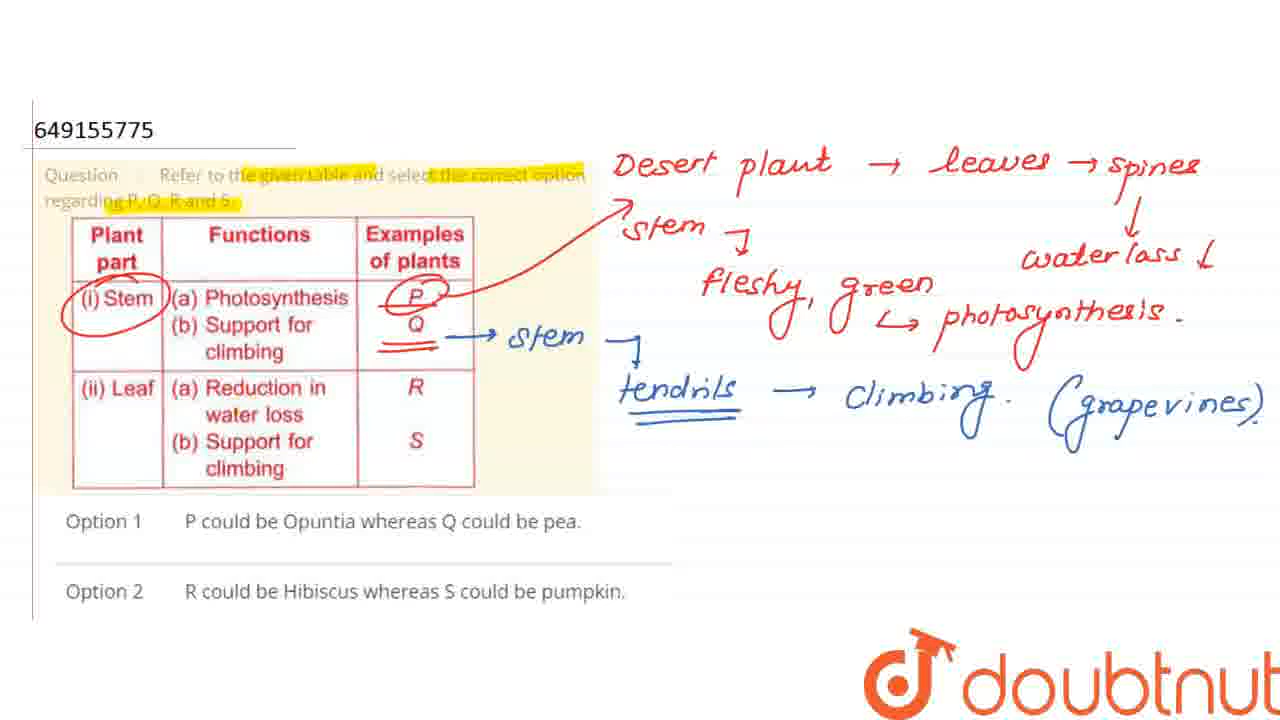 649155775
Question : Refer to the given table and select the correct option
regarding P, Q, R and S.
Plant part Functions Examples of plants
(i) Stem (a) Photosynthesis P
(b) Support for climbing Q
(ii) Leaf (a) Reduction in water loss R
(b) Support for climbing S
Option 1 P could be Opuntia whereas Q could be pea.
Option 2 R could be Hibiscus whereas S could be pumpkin.
Desert plant → leaves → spines
water loss ↓
stem
fleshy, green
photosynthesis.
→ stem
tendrils → climbing. (grapevines).
doubtnut